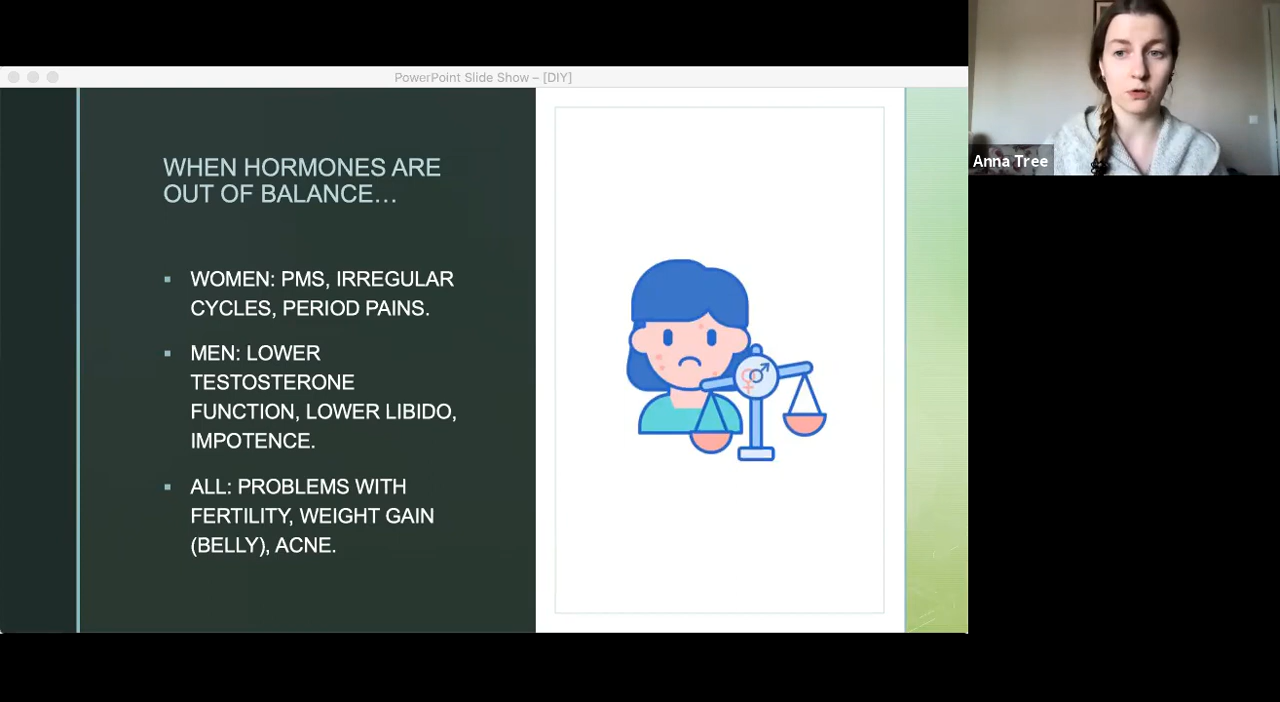 PowerPoint Slide Show – [DIY]
WHEN HORMONES ARE
OUT OF BALANCE…
▪ WOMEN: PMS, IRREGULAR
CYCLES, PERIOD PAINS.
▪ MEN: LOWER
TESTOSTERONE
FUNCTION, LOWER LIBIDO,
IMPOTENCE.
▪ ALL: PROBLEMS WITH
FERTILITY, WEIGHT GAIN
(BELLY), ACNE.
Anna Tree